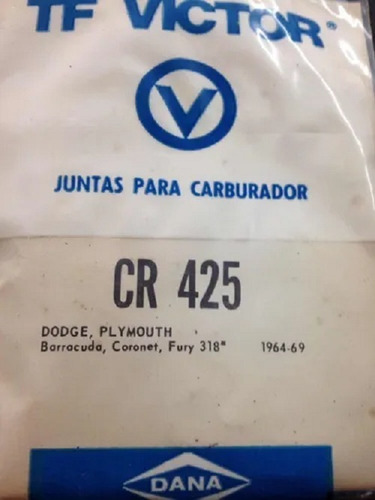 TF VICTOR®
V
JUNTAS PARA CARBURADOR
CR 425
DODGE, PLYMOUTH
Barracuda, Coronet, Fury 318" 1964-69
DANA